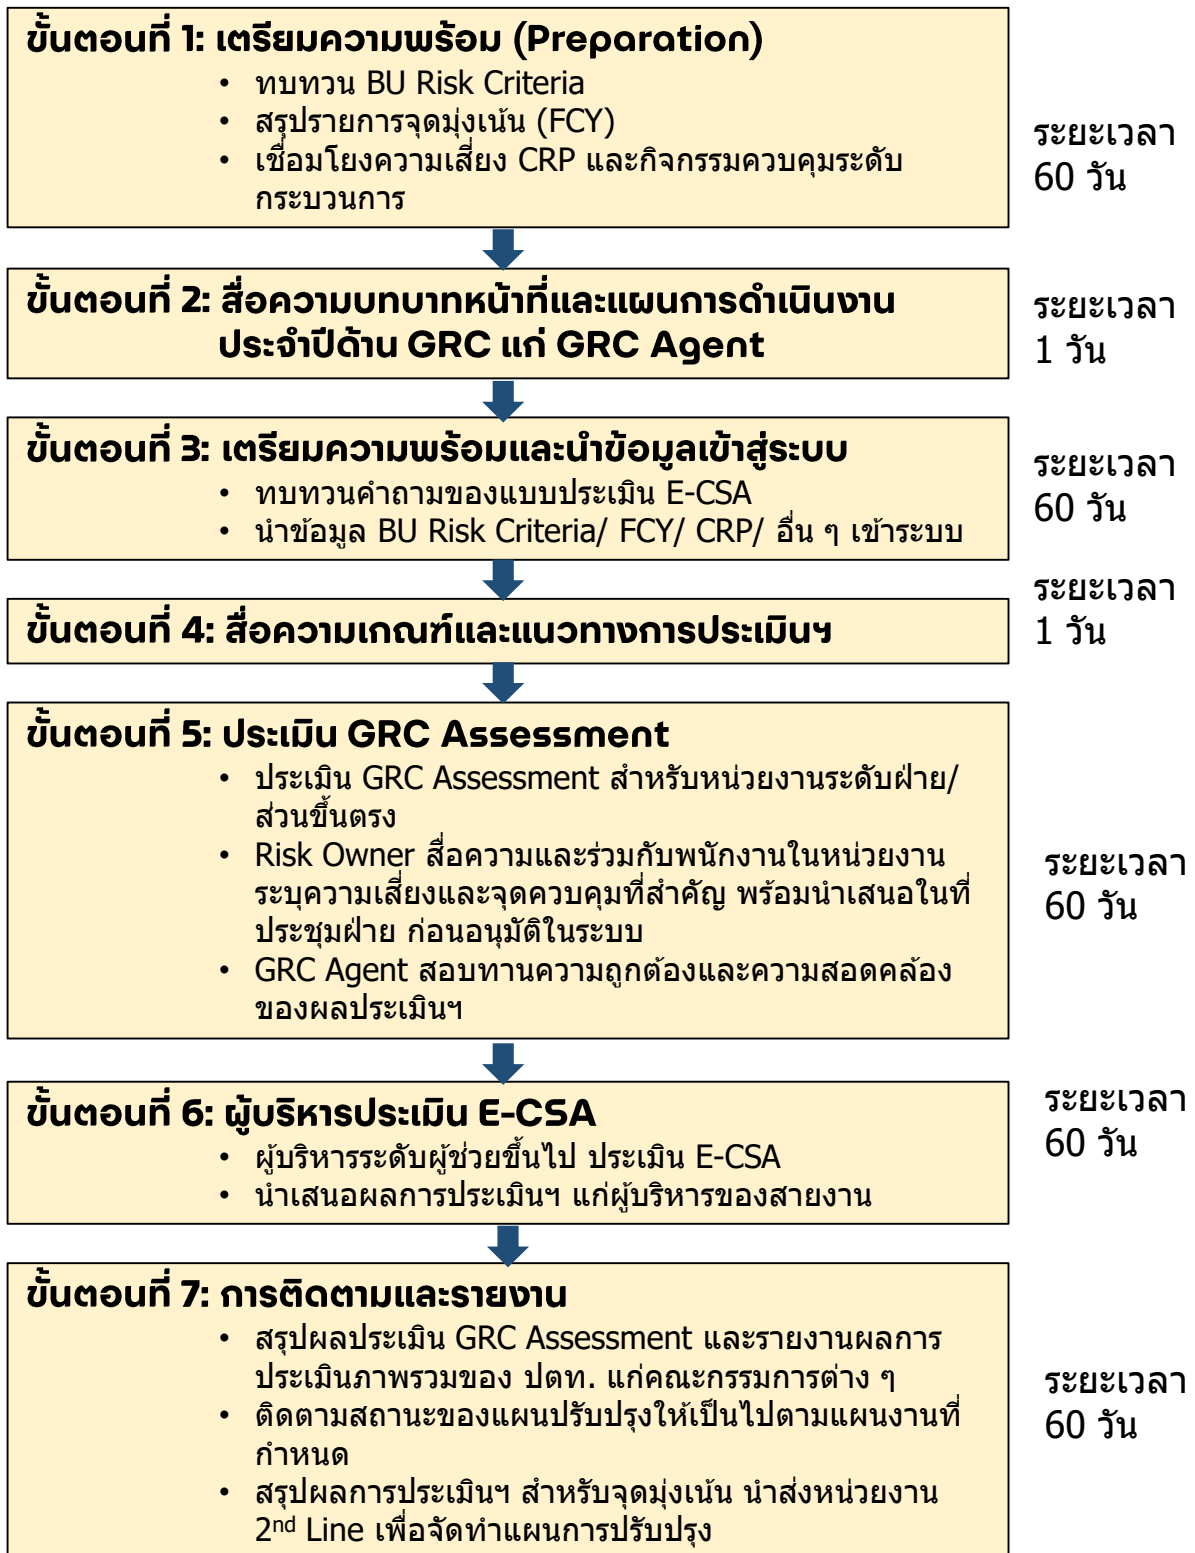 ขั้นตอนที่ 1: เตรียมความพร้อม (Preparation)
• ทบทวน BU Risk Criteria
• สรุปรายการจุดมุ่งเน้น (FCY)
• เชื่อมโยงความเสี่ยง CRP และกิจกรรมควบคุมระดับ
กระบวนการ
ระยะเวลา
60 วัน
ขั้นตอนที่ 2: สื่อความบทบาทหน้าที่และแผนการดำเนินงาน
ประจำปีด้าน GRC แก่ GRC Agent
ระยะเวลา
1 วัน
ขั้นตอนที่ 3: เตรียมความพร้อมและนำข้อมูลเข้าสู่ระบบ
• ทบทวนคำถามของแบบประเมิน E-CSA
• นำข้อมูล BU Risk Criteria/ FCY/ CRP/ อื่น ๆ เข้าระบบ
ระยะเวลา
60 วัน
ขั้นตอนที่ 4: สื่อความเกณฑ์และแนวทางการประเมินฯ
ระยะเวลา
1 วัน
ขั้นตอนที่ 5: ประเมิน GRC Assessment
• ประเมิน GRC Assessment สำหรับหน่วยงานระดับฝ่าย/
ส่วนขึ้นตรง
• Risk Owner สื่อความและร่วมกับพนักงานในหน่วยงาน
ระบุความเสี่ยงและจุดควบคุมที่สำคัญ พร้อมนำเสนอในที่
ประชุมฝ่าย ก่อนอนุมัติในระบบ
• GRC Agent สอบทานความถูกต้องและความสอดคล้อง
ของผลประเมินฯ
ระยะเวลา
60 วัน
ขั้นตอนที่ 6: ผู้บริหารประเมิน E-CSA
• ผู้บริหารระดับผู้ช่วยขึ้นไป ประเมิน E-CSA
• นำเสนอผลการประเมินฯ แก่ผู้บริหารของสายงาน
ระยะเวลา
60 วัน
ขั้นตอนที่ 7: การติดตามและรายงาน
• สรุปผลประเมิน GRC Assessment และรายงานผลการ
ประเมินภาพรวมของ ปตท. แก่คณะกรรมการต่าง ๆ
• ติดตามสถานะของแผนปรับปรุงให้เป็นไปตามแผนงานที่
กำหนด
• สรุปผลการประเมินฯ สำหรับจุดมุ่งเน้น นำส่งหน่วยงาน
2nd Line เพื่อจัดทำแผนการปรับปรุง
ระยะเวลา
60 วัน